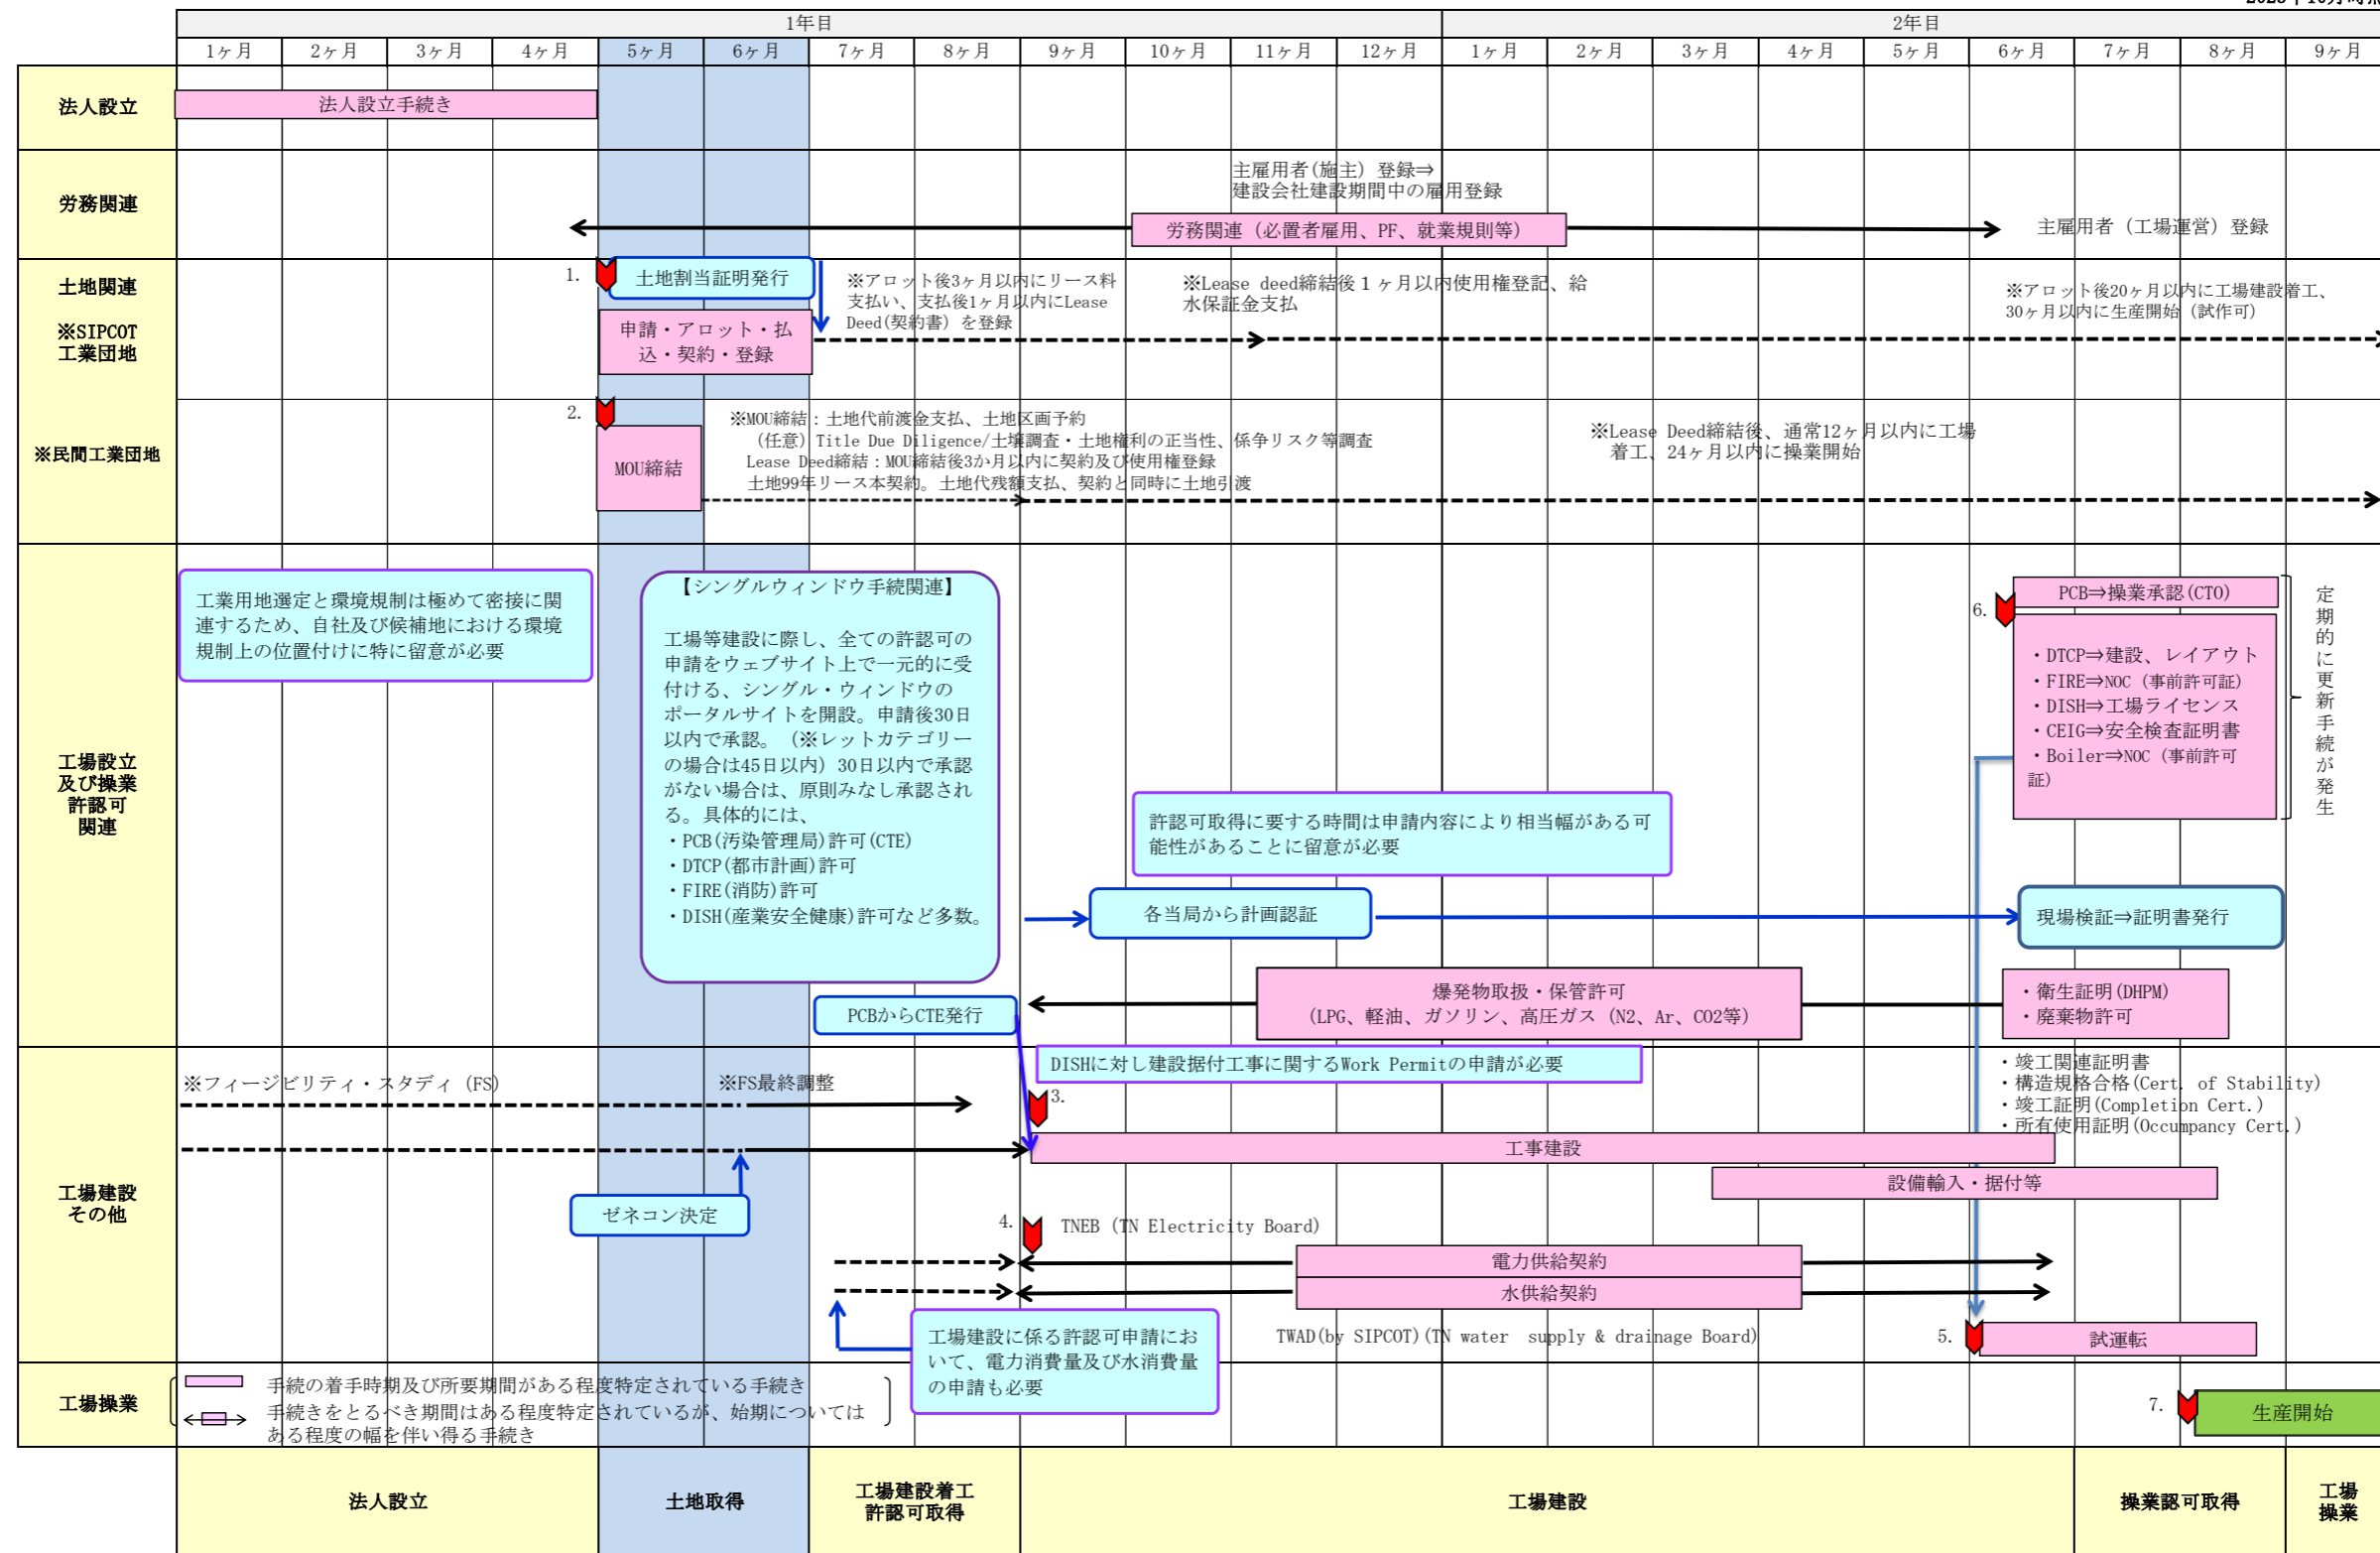 1年目
2年目
1ヶ月
2ヶ月
3ヶ月
4ヶ月
5ヶ月
6ヶ月
7ヶ月
8ヶ月
9ヶ月
10ヶ月
11ヶ月
12ヶ月
1ヶ月
2ヶ月
3ヶ月
4ヶ月
5ヶ月
6ヶ月
7ヶ月
8ヶ月
9ヶ月
法人設立
法人設立手続き
労務関連
主雇用者(施主) 登録⇒
建設会社建設期間中の雇用登録
労務関連（必置者雇用、PF、就業規則等）
主雇用者（工場運営）登録
土地関連
※SIPCOT
工業団地
1.
土地割当証明発行
申請・アロット・払
込・契約・登録
※アロット後3ヶ月以内にリース料
支払い、支払後1ヶ月以内にLease
Deed(契約書) を登録
※Lease deed締結後１ヶ月以内使用権登記、給
水保証金支払
※アロット後20ヶ月以内に工場建設着工、
30ヶ月以内に生産開始（試作可）
※民間工業団地
2.
MOU締結
※MOU締結：土地代前渡金支払、土地区画予約
（任意）Title Due Diligence/土壌調査・土地権利の正当性、係争リスク等調査
Lease Deed締結：MOU締結後3か月以内に契約及び使用権登録
土地99年リース本契約。土地代残額支払、契約と同時に土地引渡
※Lease Deed締結後、通常12ヶ月以内に工場
着工、24ヶ月以内に操業開始
工場設立
及び操業
許認可
関連
工業用地選定と環境規制は極めて密接に関
連するため、自社及び候補地における環境
規制上の位置付けに特に留意が必要
【シングルウィンドウ手続関連】
工場等建設に際し、全ての許認可の
申請をウェブサイト上で一元的に受
付ける、シングル・ウィンドウの
ポータルサイトを開設。申請後30日
以内で承認。（※レットカテゴリー
の場合は45日以内）30日以内で承認
がない場合は、原則みなし承認され
る。具体的には、
・PCB(汚染管理局)許可(CTE)
・DTCP(都市計画)許可
・FIRE(消防)許可
・DISH(産業安全健康)許可など多数。
許認可取得に要する時間は申請内容により相当幅がある可
能性があることに留意が必要
各当局から計画認証
現場検証⇒証明書発行
6.
PCB⇒操業承認(CTO)
・DTCP⇒建設、レイアウト
・FIRE⇒NOC（事前許可証）
・DISH⇒工場ライセンス
・CEIG⇒安全検査証明書
・Boiler⇒NOC（事前許可
証）
定期的に更新手続が発生
PCBからCTE発行
爆発物取扱・保管許可
(LPG、軽油、ガソリン、高圧ガス（N2、Ar、CO2等）
・衛生証明(DHPM)
・廃棄物許可
工場建設
その他
DISHに対し建設据付工事に関するWork Permitの申請が必要
・竣工関連証明書
・構造規格合格(Cert. of Stability)
・竣工証明(Completion Cert.)
・所有使用証明(Occumpancy Cert.)
※フィージビリティ・スタディ（FS）
※FS最終調整
3.
工事建設
設備輸入・据付等
ゼネコン決定
4.
TNEB（TN Electricity Board）
電力供給契約
水供給契約
工場建設に係る許認可申請にお
いて、電力消費量及び水消費量
の申請も必要
TWAD(by SIPCOT)(TN water supply & drainage Board)
5.
試運転
工場操業
手続の着手時期及び所要期間がある程度特定されている手続き
手続きをとるべき期間はある程度特定されているが、始期については
ある程度の幅を伴い得る手続き
7.
生産開始
法人設立
土地取得
工場建設着工
許認可取得
工場建設
操業認可取得
工場
操業